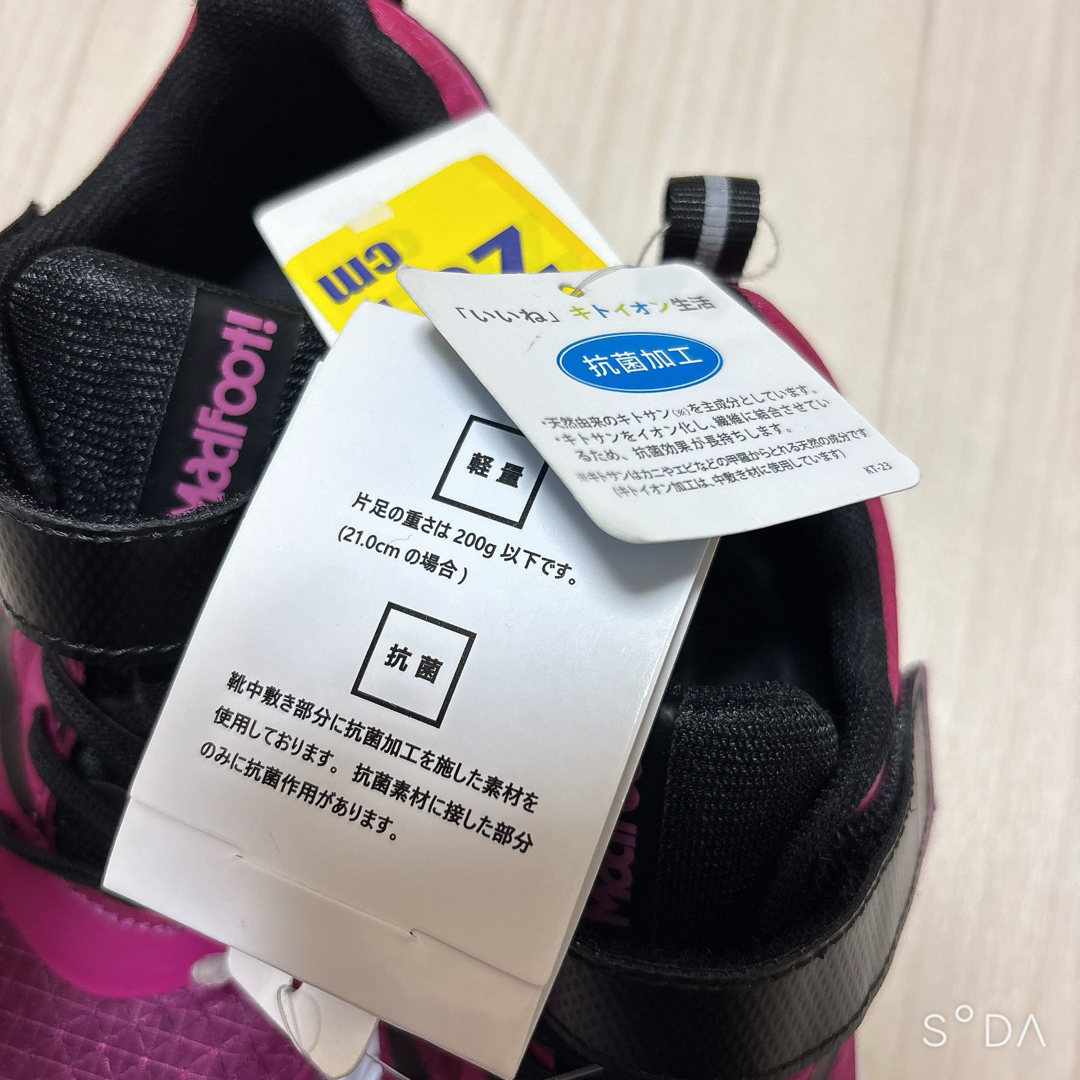 cm
Madfoot!
「いいね」キトイオン生活
抗菌加工
・天然由来のキトサン(※)を主成分としています。
・キトサンをイオン化し、繊維に結合させてい
るため、抗菌効果が長持ちします。
※キトサンはカニやエビなどの甲羅からとれる天然の成分です
(キトイオン加工は、中敷き材に使用しています)
KT-23
軽量
片足の重さは 200g 以下です。
(21.0cm の場合 )
抗菌
靴中敷き部分に抗菌加工を施した素材を
使用しております。 抗菌素材に接した部分
のみに抗菌作用があります。
SODA